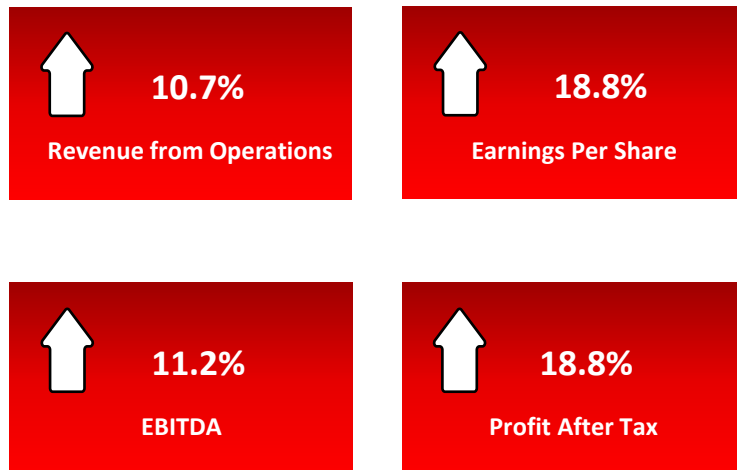 10.7%
Revenue from Operations
18.8%
Earnings Per Share
11.2%
EBITDA
18.8%
Profit After Tax